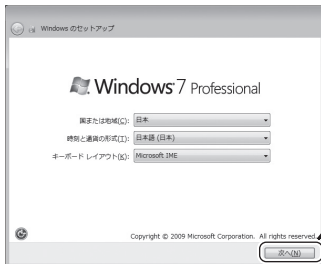 Windows のセットアップ
Windows 7 Professional
国または地域(C): 日本
時刻と通貨の形式(T): 日本語 (日本)
キーボード レイアウト(K): Microsoft IME
Copyright © 2009 Microsoft Corporation. All rights reserved.
次へ(N)